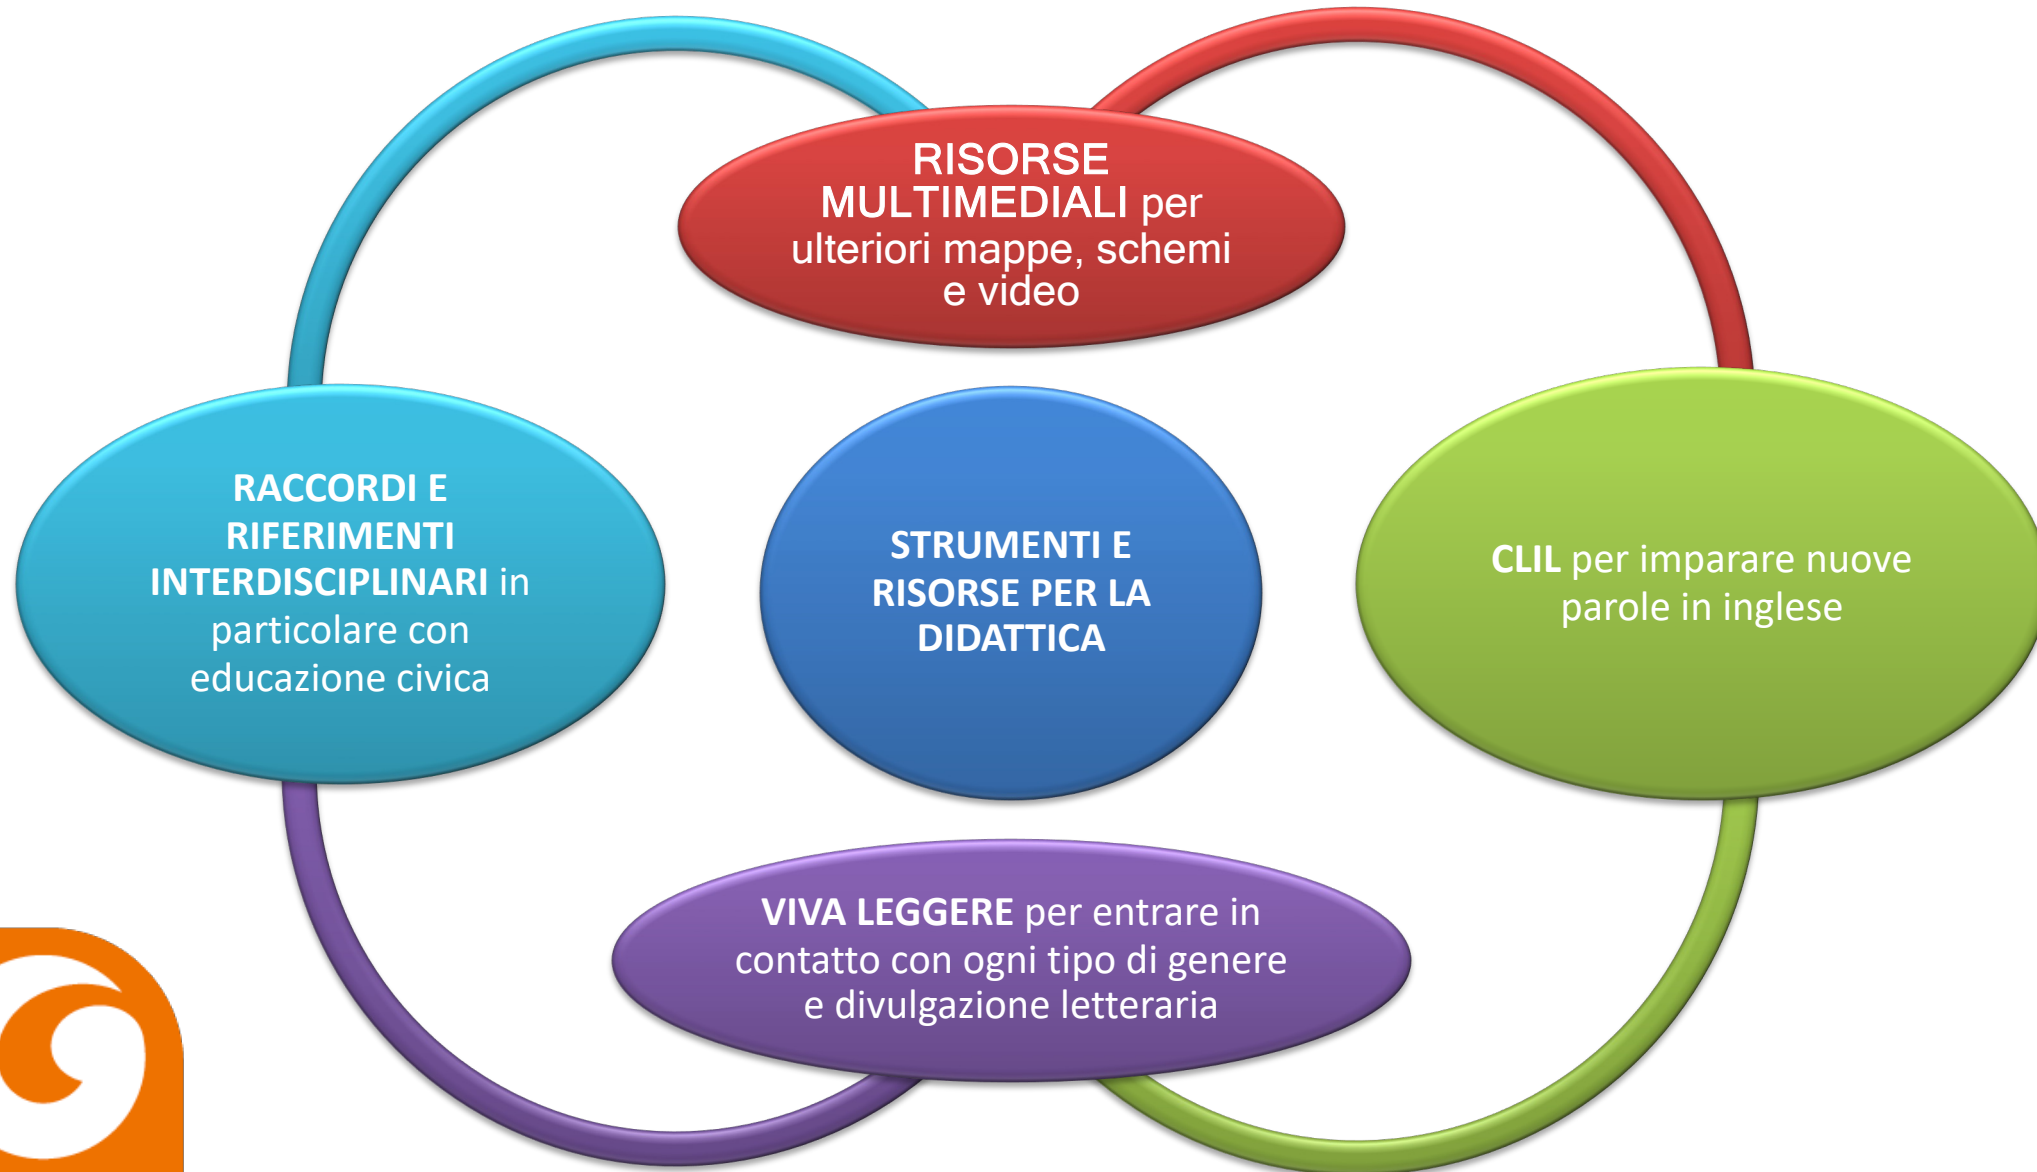 RISORSE
MULTIMEDIALI per
ulteriori mappe, schemi
e video
RACCORDI E
RIFERIMENTI
INTERDISCIPLINARI in
particolare con
educazione civica
STRUMENTI E
RISORSE PER LA
DIDATTICA
CLIL per imparare nuove
parole in inglese
VIVA LEGGERE per entrare in
contatto con ogni tipo di genere
e divulgazione letteraria